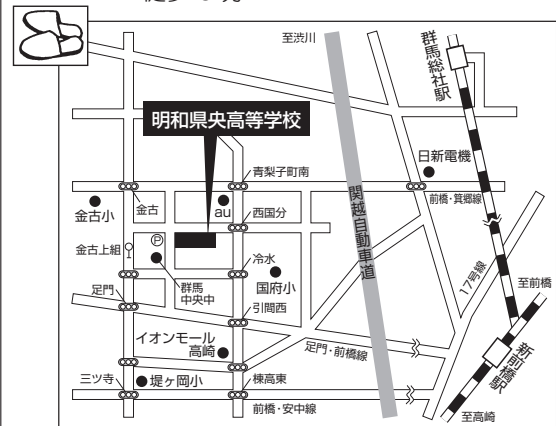 至渋川
群馬総社駅
明和県央高等学校
日新電機
青梨子町南
au
金古小
金古
西国分
前橋・箕郷線
関越自動車道
金古上組
P
群馬
中央中
冷水
国府小
17号線
至前橋
足門
引間西
イオンモール
高崎
足門・前橋線
新前橋駅
三ツ寺
堤ヶ岡小
棟高東
前橋・安中線
至高崎